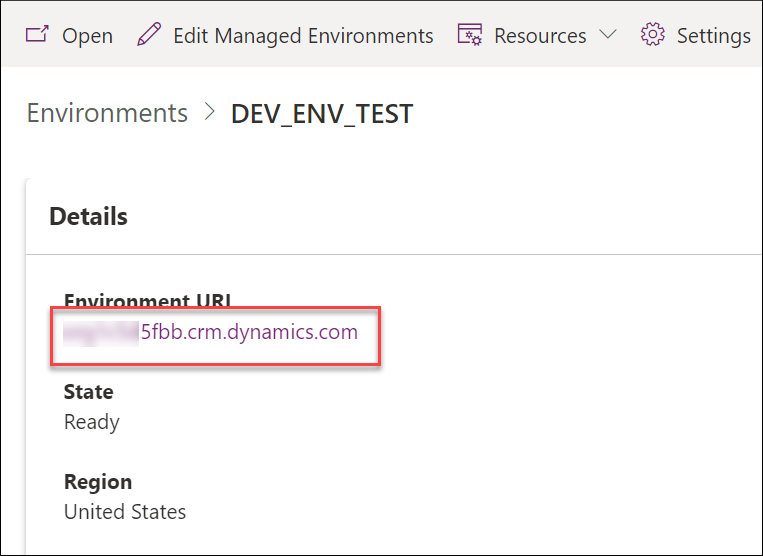 Open Edit Managed Environments Resources Settings
Environments > DEV_ENV_TEST
Details
Environment URL
5fbb.crm.dynamics.com
State
Ready
Region
United States